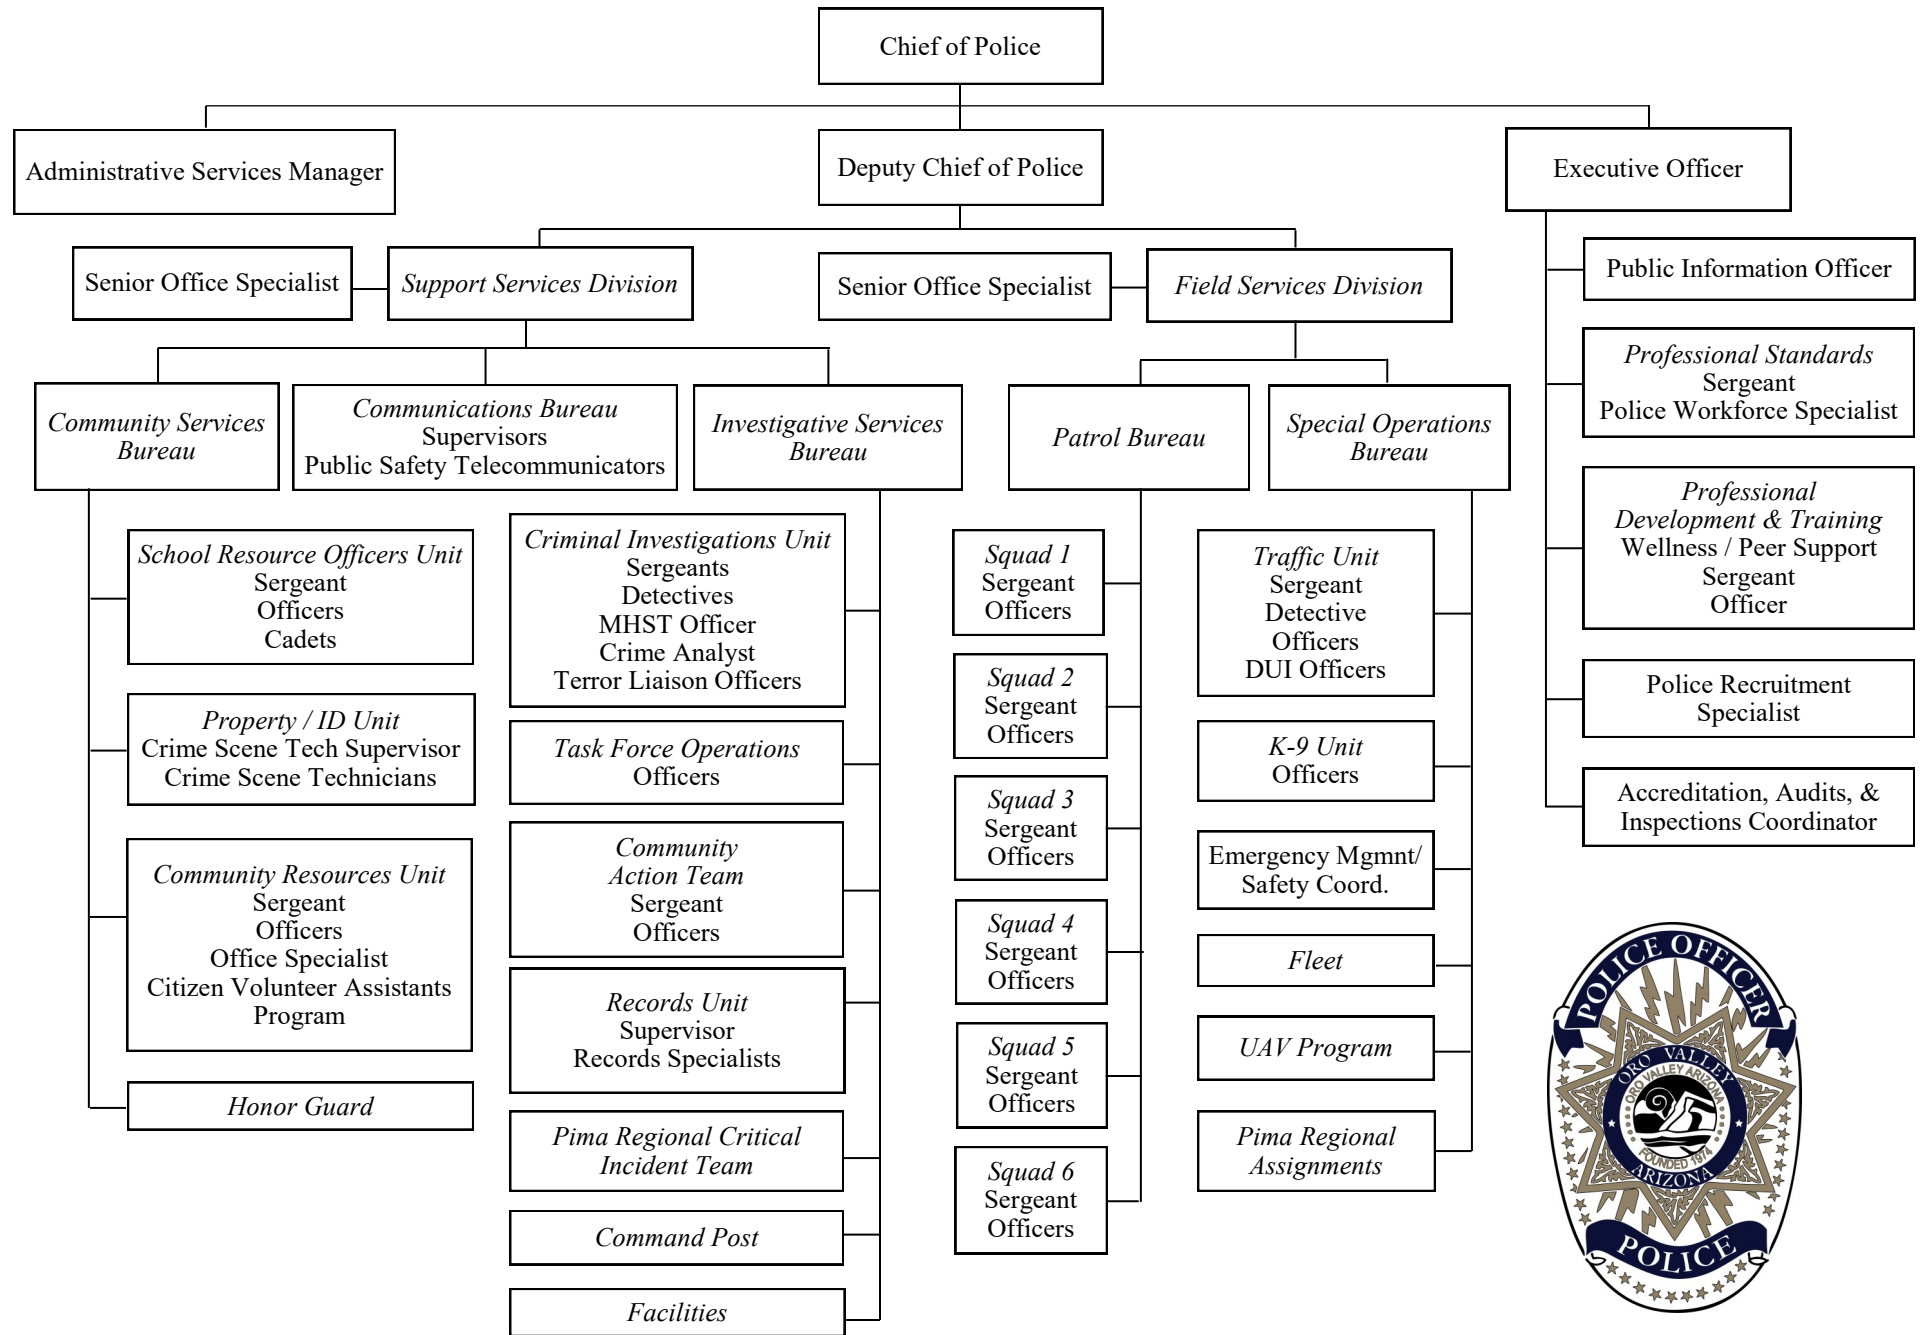 Chief of Police
Administrative Services Manager
Deputy Chief of Police
Executive Officer
Senior Office Specialist
Support Services Division
Senior Office Specialist
Field Services Division
Community Services
Bureau
Communications Bureau
Supervisors
Public Safety Telecommunicators
Investigative Services
Bureau
Patrol Bureau
Special Operations
Bureau
School Resource Officers Unit
Sergeant
Officers
Cadets
Property / ID Unit
Crime Scene Tech Supervisor
Crime Scene Technicians
Community Resources Unit
Sergeant
Officers
Office Specialist
Citizen Volunteer Assistants
Program
Honor Guard
Criminal Investigations Unit
Sergeants
Detectives
MHST Officer
Crime Analyst
Terror Liaison Officers
Task Force Operations
Officers
Community
Action Team
Sergeant
Officers
Records Unit
Supervisor
Records Specialists
Pima Regional Critical
Incident Team
Command Post
Facilities
Squad 1
Sergeant
Officers
Squad 2
Sergeant
Officers
Squad 3
Sergeant
Officers
Squad 4
Sergeant
Officers
Squad 5
Sergeant
Officers
Squad 6
Sergeant
Officers
Traffic Unit
Sergeant
Detective
Officers
DUI Officers
K-9 Unit
Officers
Emergency Mgmnt/
Safety Coord.
Fleet
UAV Program
Pima Regional
Assignments
Public Information Officer
Professional Standards
Sergeant
Police Workforce Specialist
Professional
Development & Training
Wellness / Peer Support
Sergeant
Officer
Police Recruitment
Specialist
Accreditation, Audits, &
Inspections Coordinator
POLICE OFFICER
ORO VALLEY
ORO VALLEY ARIZONA
FOUNDED 1974
ARIZONA
POLICE